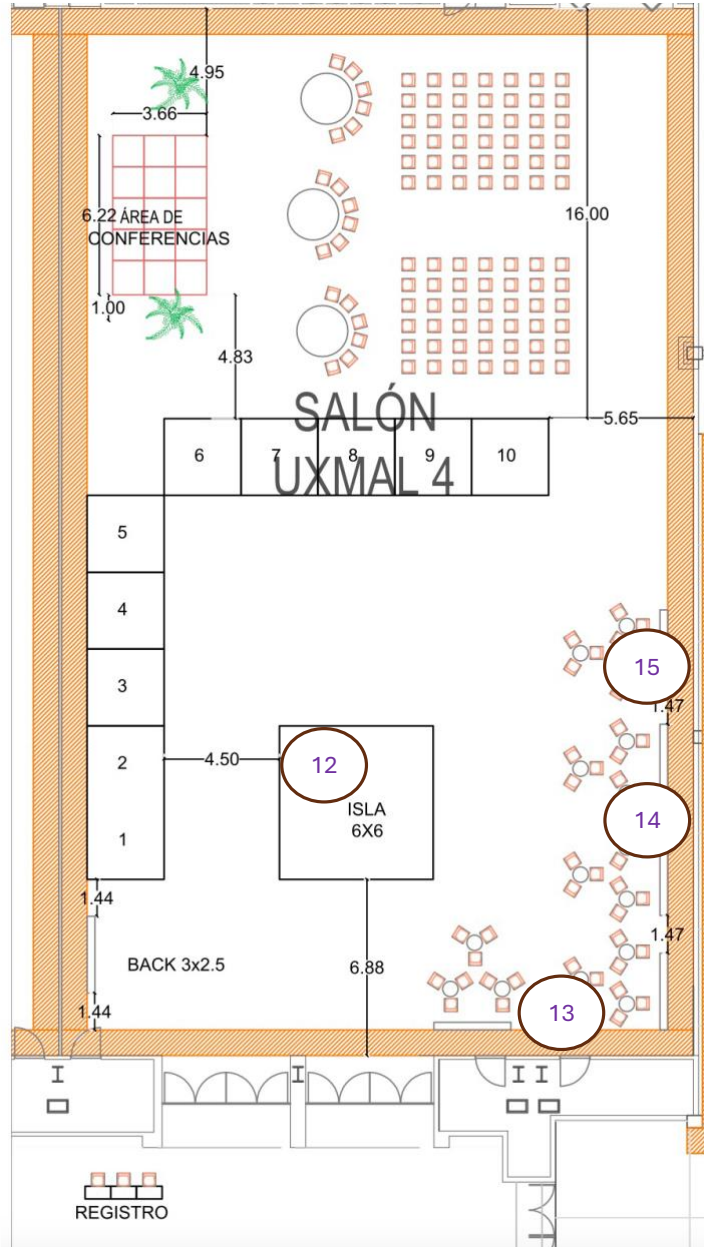 4.95
3.66
6.22 ÁREA DE
CONFERENCIAS
16.00
1.00
4.83
SALÓN
UXMAL 4
5.65
6
7
8
9
10
5
4
3
2
1
15
1.47
4.50
12
ISLA
6X6
14
1.44
1.47
BACK 3x2.5
6.88
1.44
13
I
I
I I
REGISTRO